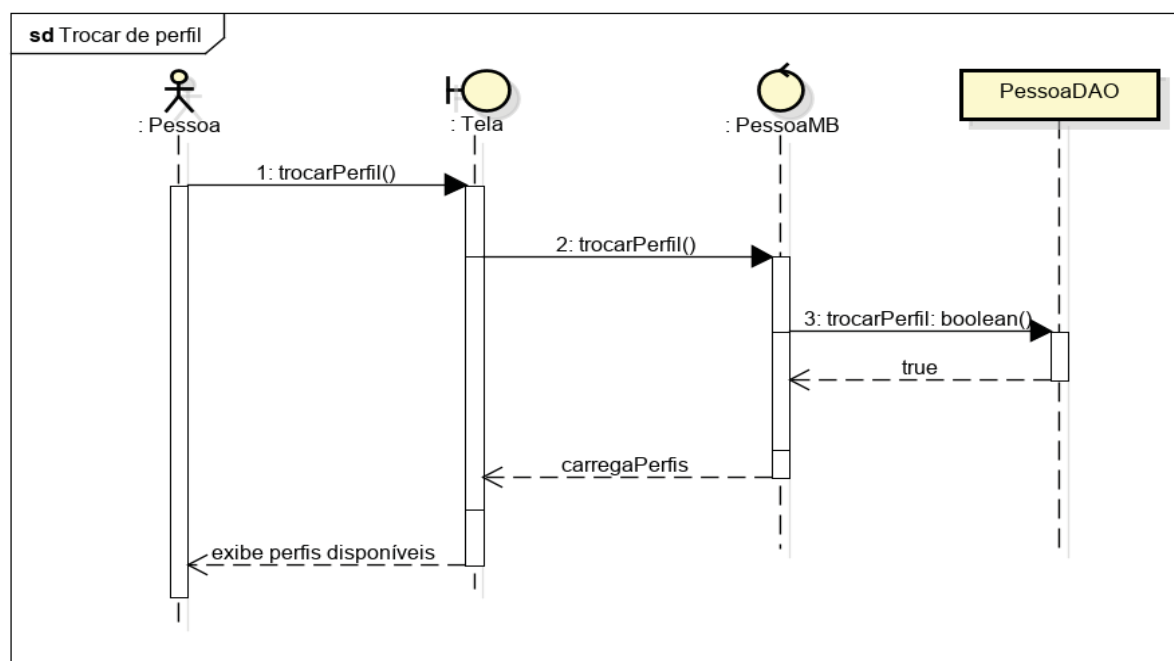 sd Trocar de perfil
: Pessoa
: Tela
: PessoaMB
PessoaDAO
1: trocarPerfil()
2: trocarPerfil()
3: trocarPerfil: boolean()
true
carregaPerfis
exibe perfis disponíveis